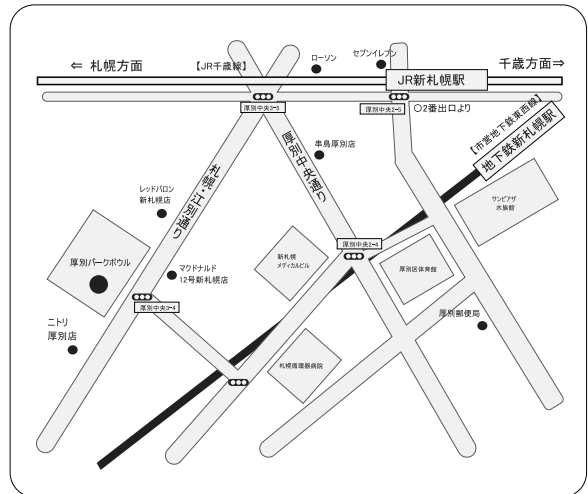 ⇐ 札幌方面
【JR千歳線】
ローソン
セブンイレブン
千歳方面⇒
JR新札幌駅
厚別中央3-5
厚別中央2-5
○2番出口より
【市営地下鉄東西線】
地下鉄新札幌駅
串鳥厚別店
厚別中央通り
札幌・江別通り
サンピアザ
水族館
レッドバロン
新札幌店
厚別中央2-4
新札幌
メディカルビル
厚別区体育館
厚別パークボウル
マクドナルド
12号新札幌店
厚別中央3-4
厚別郵便局
ニトリ
厚別店
札幌循環器病院